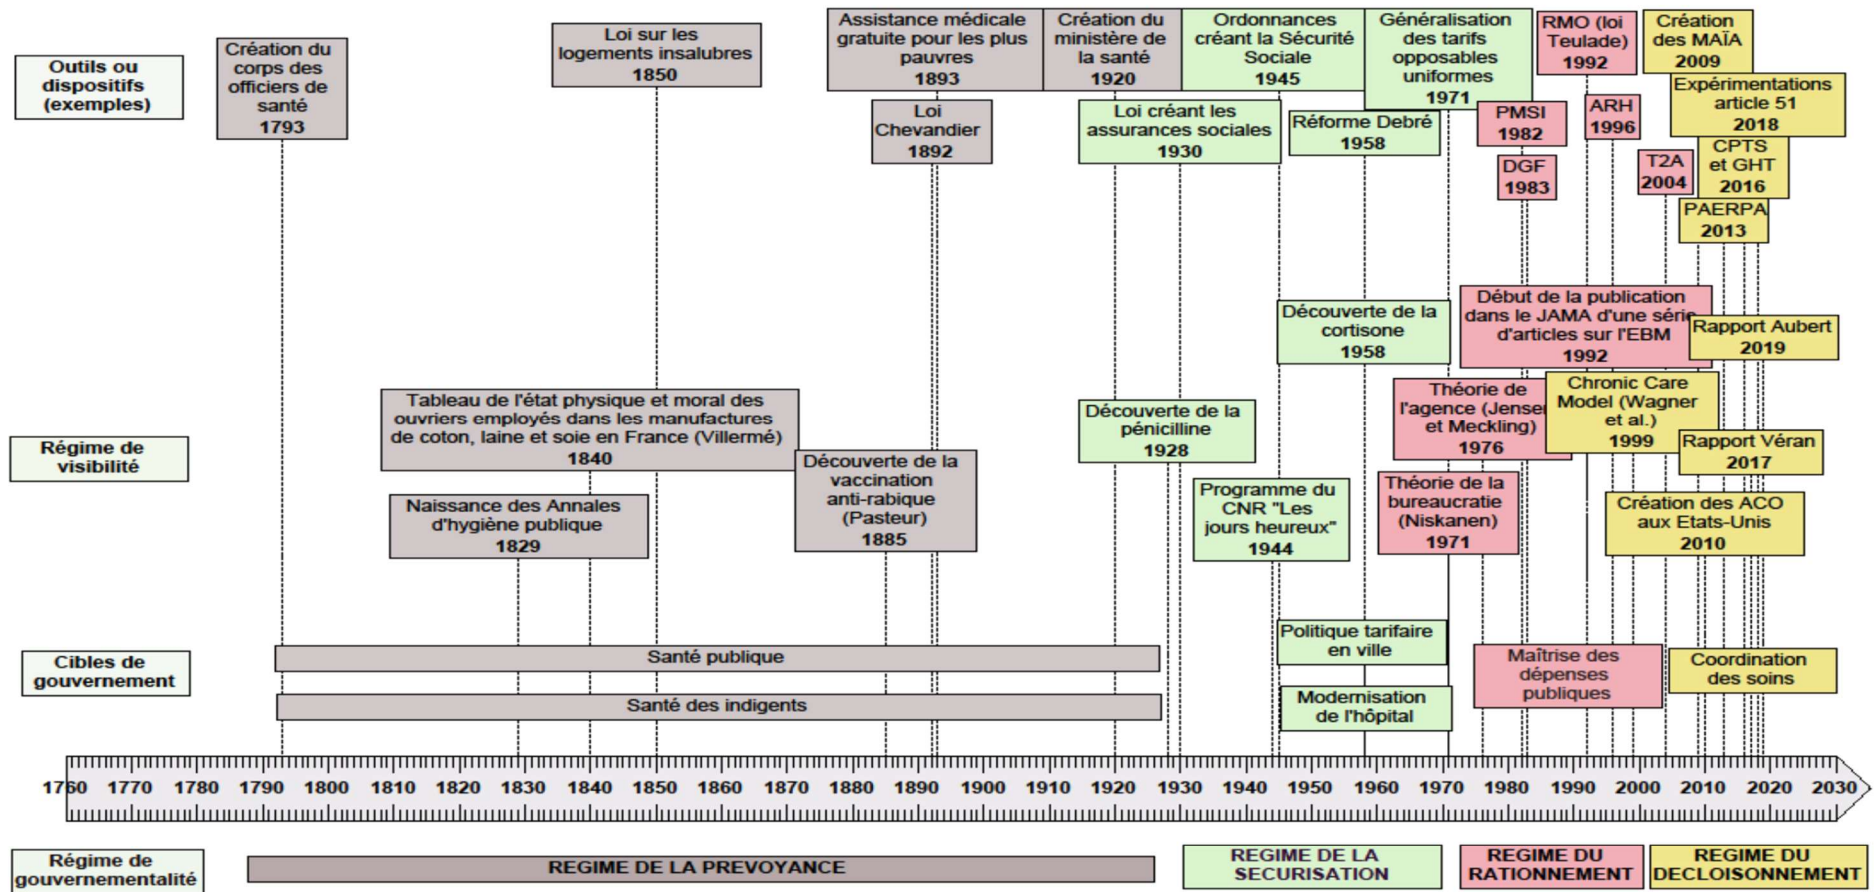 Outils ou
dispositifs
(exemples)
Création du
corps des
officiers de
santé
1793
Loi sur les
logements insalubres
1850
Assistance médicale
gratuite pour les plus
pauvres
1893
Loi
Chevandier
1892
Création du
ministère de
la santé
1920
Loi créant les
assurances sociales
1930
Ordonnances
créant la Sécurité
Sociale
1945
Réforme Debré
1958
Généralisation
des tarifs
opposables
uniformes
1971
PMSI
1982
DGF
1983
RMO (loi
Teulade)
1992
ARH
1996
T2A
2004
Création
des MAÏA
2009
Expérimentations
article 51
2018
CPTS
et GHT
2016
PAERPA
2013
Régime de
visibilité
Tableau de l'état physique et moral des
ouvriers employés dans les manufactures
de coton, laine et soie en France (Villermé)
1840
Naissance des Annales
d'hygiène publique
1829
Découverte de la
vaccination
anti-rabique
(Pasteur)
1885
Découverte de la
pénicilline
1928
Programme du
CNR "Les
jours heureux"
1944
Découverte de la
cortisone
1958
Début de la publication
dans le JAMA d'une série
d'articles sur l'EBM
1992
Théorie de
l'agence (Jensen
et Meckling)
1976
Théorie de la
bureaucratie
(Niskanen)
1971
Chronic Care
Model (Wagner
et al.)
1999
Rapport Aubert
2019
Rapport Véran
2017
Création des ACO
aux Etats-Unis
2010
Cibles de
gouvernement
Santé publique
Santé des indigents
Politique tarifaire
en ville
Modernisation
de l'hôpital
Maîtrise des
dépenses
publiques
Coordination
des soins
1760 1770 1780 1790 1800 1810 1820 1830 1840 1850 1860 1870 1880 1890 1900 1910 1920 1930 1940 1950 1960 1970 1980 1990 2000 2010 2020 2030
Régime de
gouvernementalité
REGIME DE LA PREVOYANCE
REGIME DE LA
SECURISATION
REGIME DU
RATIONNEMENT
REGIME DU
DECLOISONNEMENT